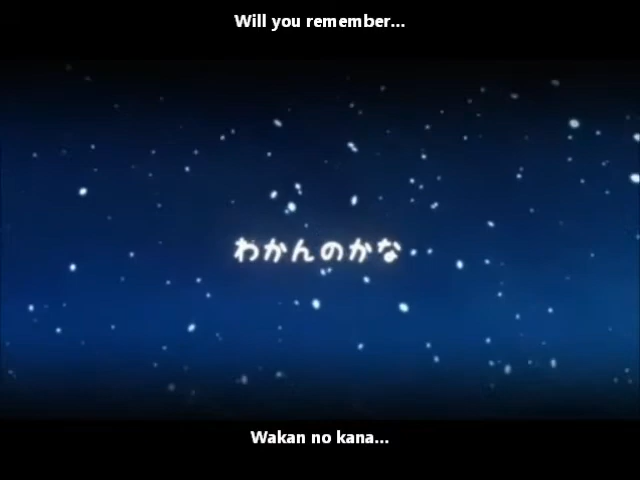 Will you remember...
わかんのかな
Wakan no kana...